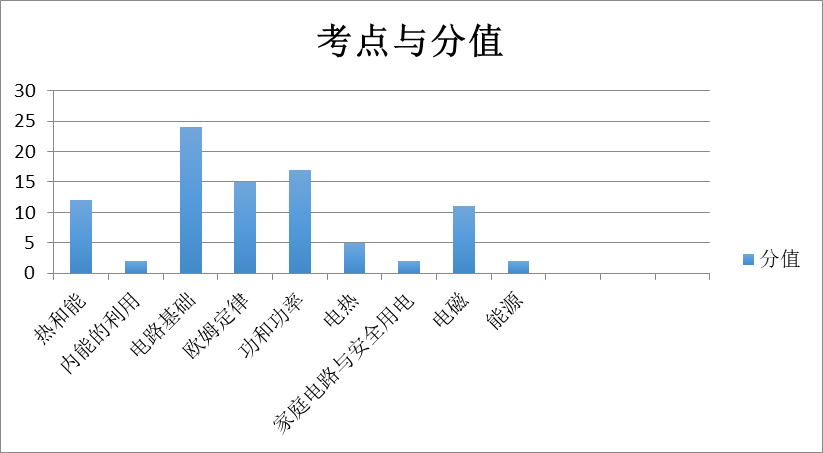 考点与分值
30
25
20
15
10
5
0
热和能
内能的利用
电路基础
欧姆定律
功和功率
电热
家庭电路与安全用电
电磁
能源
分值